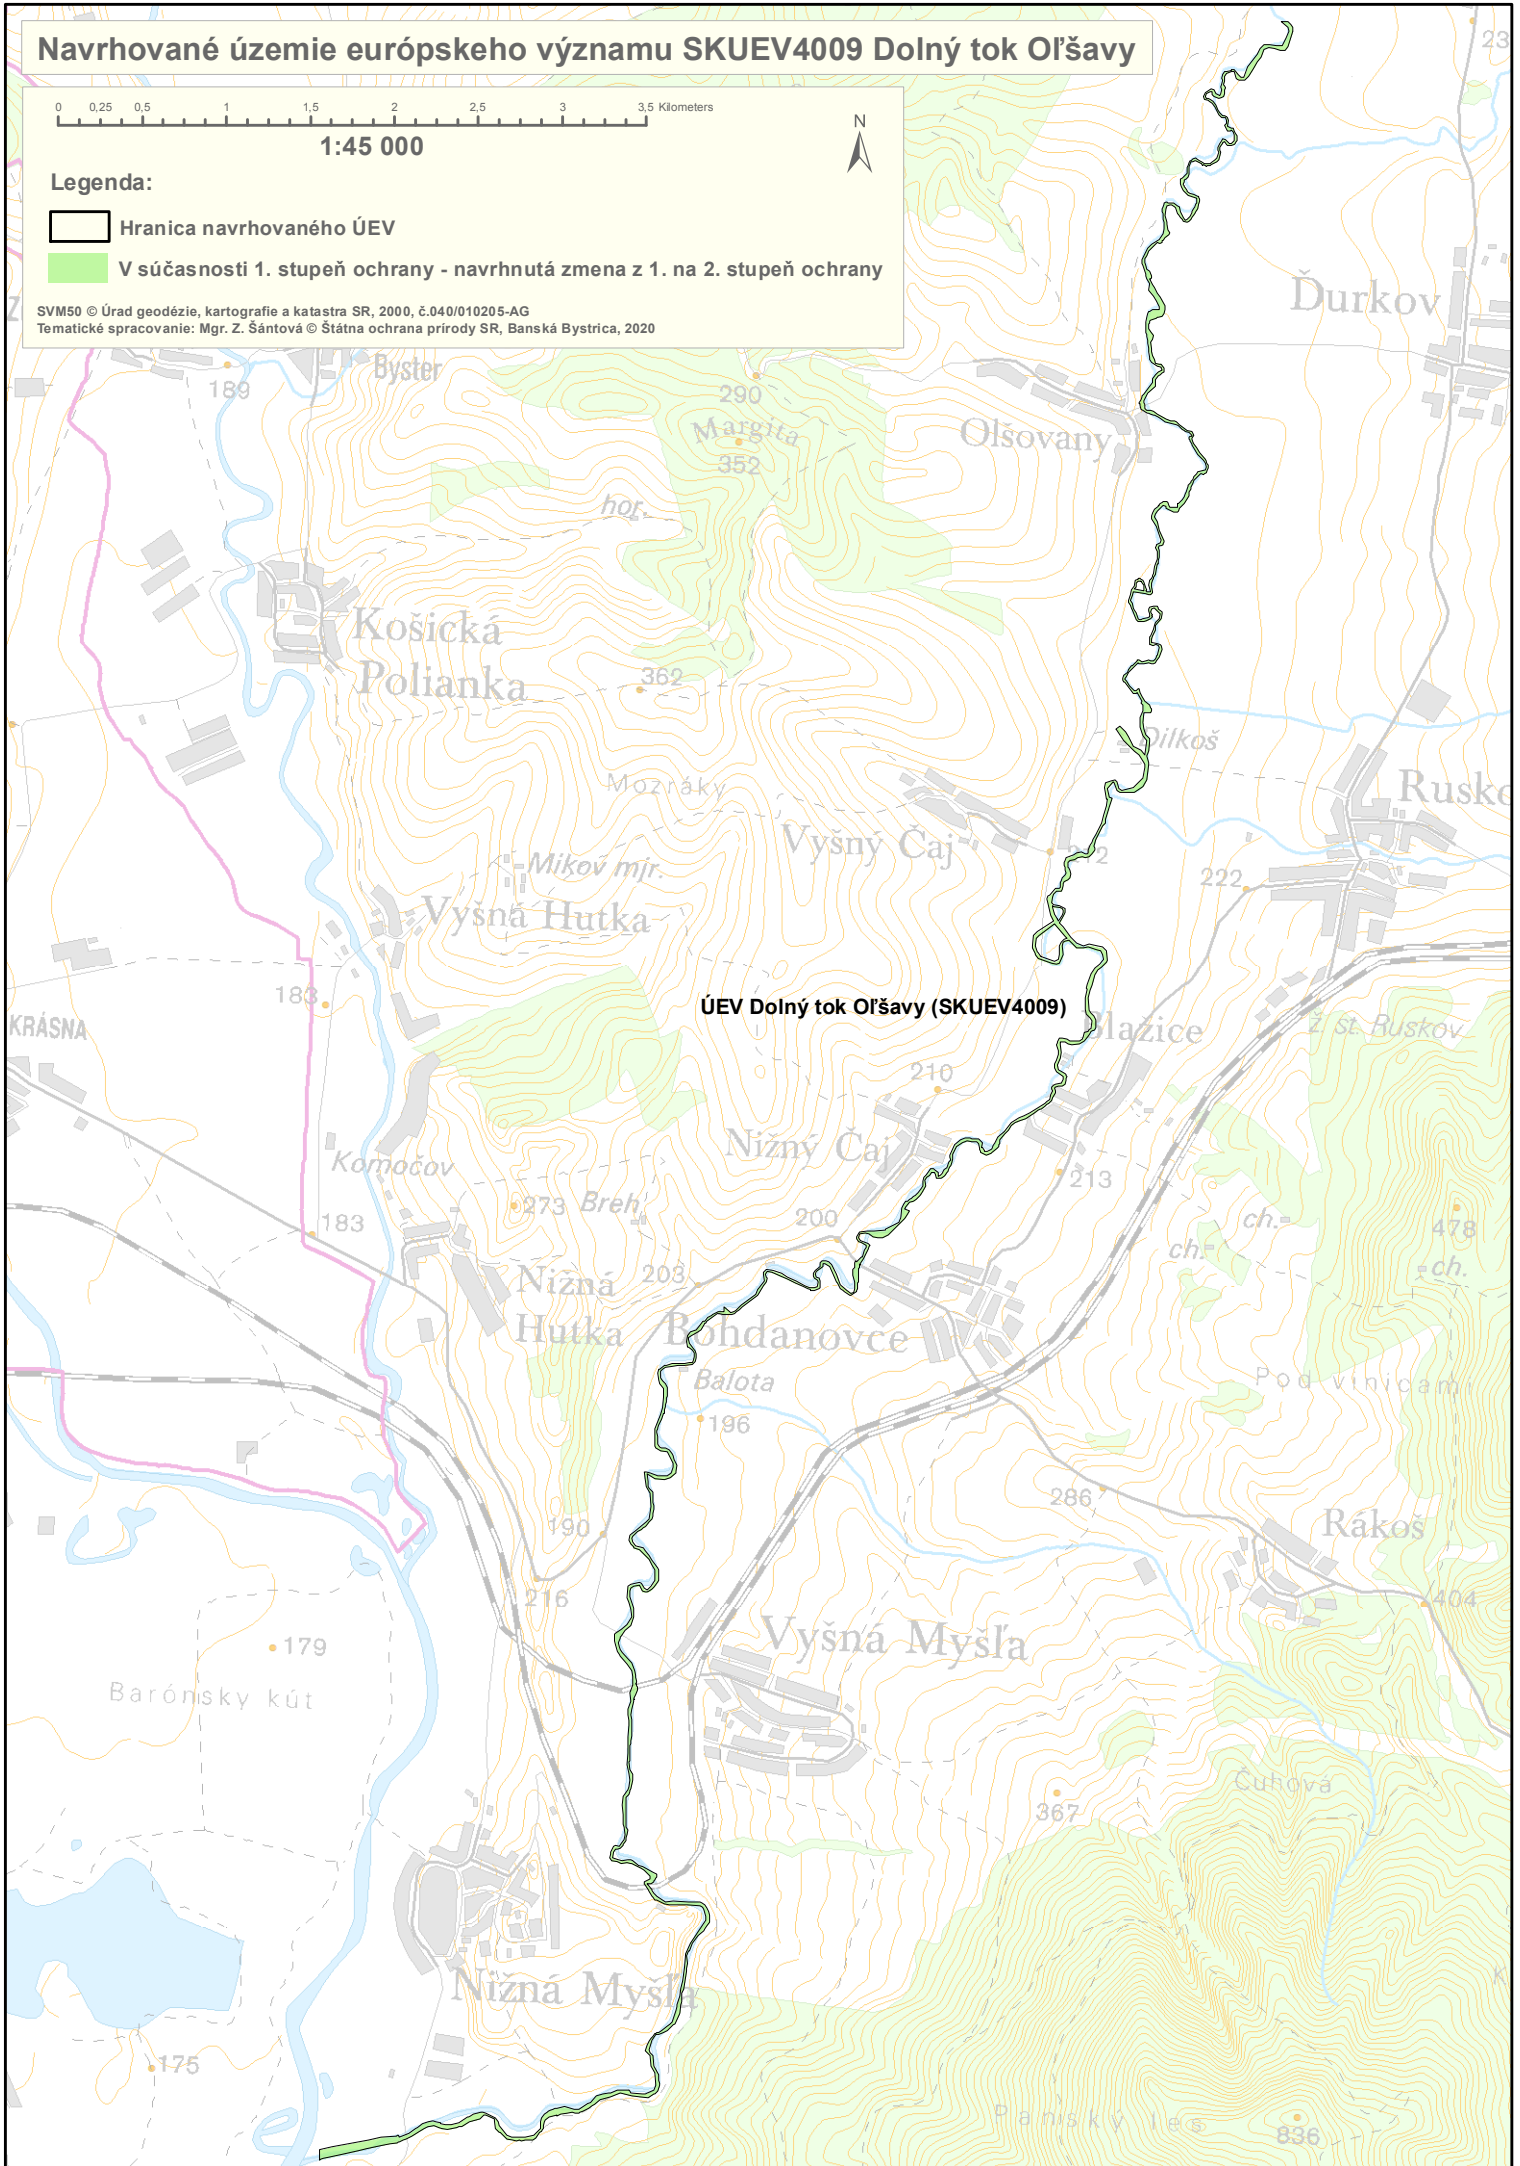 Navrhované územie európskeho významu SKUEV4009 Dolný tok Oľšavy
0 0,25 0,5 1 1,5 2 2,5 3 3,5 Kilometers
1:45 000
N
Legenda:
Hranica navrhovaného ÚEV
V súčasnosti 1. stupeň ochrany - navrhnutá zmena z 1. na 2. stupeň ochrany
SVM50 © Úrad geodézie, kartografie a katastra SR, 2000, č.040/010205-AG
Tematické spracovanie: Mgr. Z. Šántová © Štátna ochrana prírody SR, Banská Bystrica, 2020
23
Ďurkov
Byster
189
290
Margita
352
Olšovany
hor.
Košická
Polianka
362
Dilkoš
Mozráky
Rusko
Vyšný Čaj
212
Mikov mjr.
222
Vyšná Hutka
183
ÚEV Dolný tok Oľšavy (SKUEV4009)
KRÁSNA
Blažice
ž. st. Ruskov
210
Nižný Čaj
Komočov
213
273
Breh
200
183
ch.
478
ch.
ch.
203
Nižná
Hutka
Bohdanovce
Balota
Pod vinicami
196
286
Rákoš
190
216
404
179
Vyšná Myšľa
Barónsky kút
Čuhová
367
Nižná Myšľa
K
175
Panský les
836